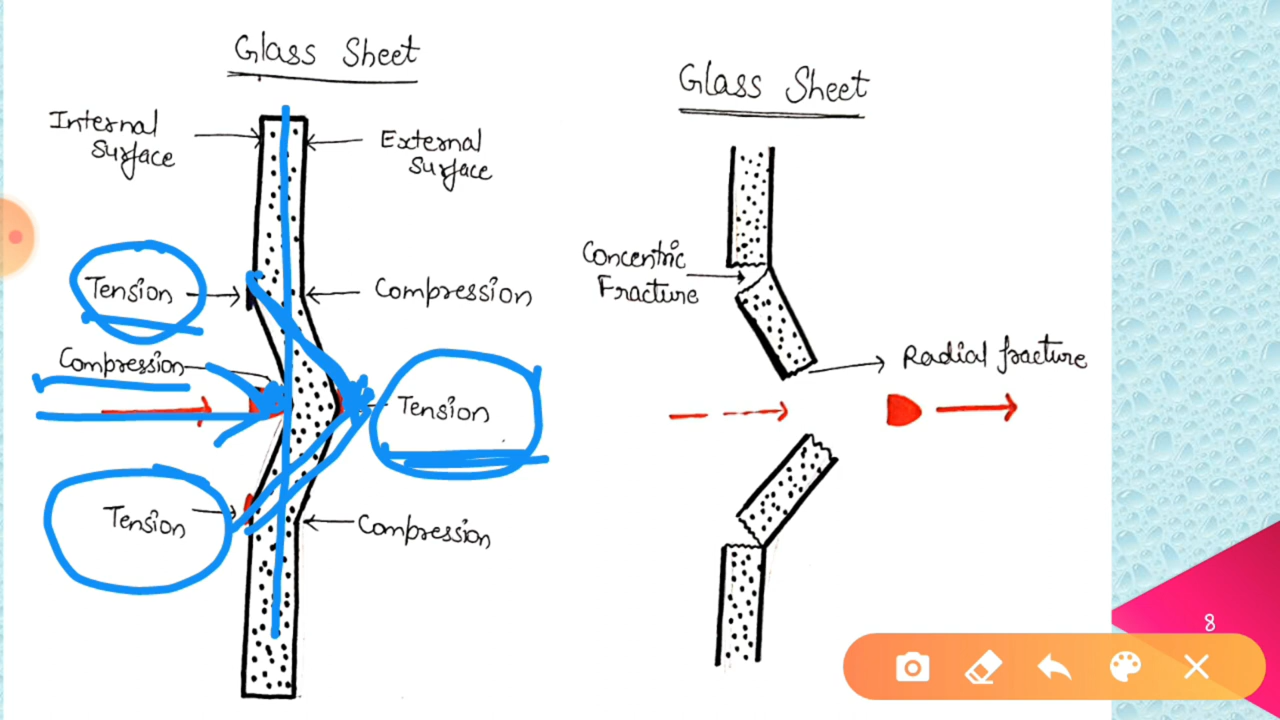 Glass Sheet
Internal
Surface
External
Surface
Tension
Compression
Compression
Tension
Tension
Compression
Glass Sheet
Concentric
Fracture
Radial fracture
8